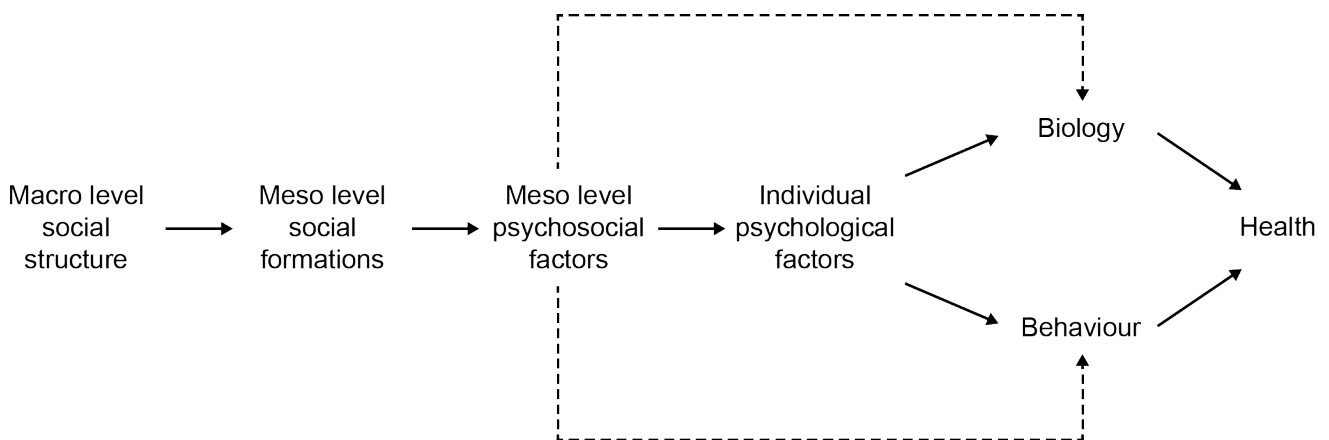 Macro level
social
structure
Meso level
social
formations
Meso level
psychosocial
factors
Individual
psychological
factors
Biology
Behaviour
Health